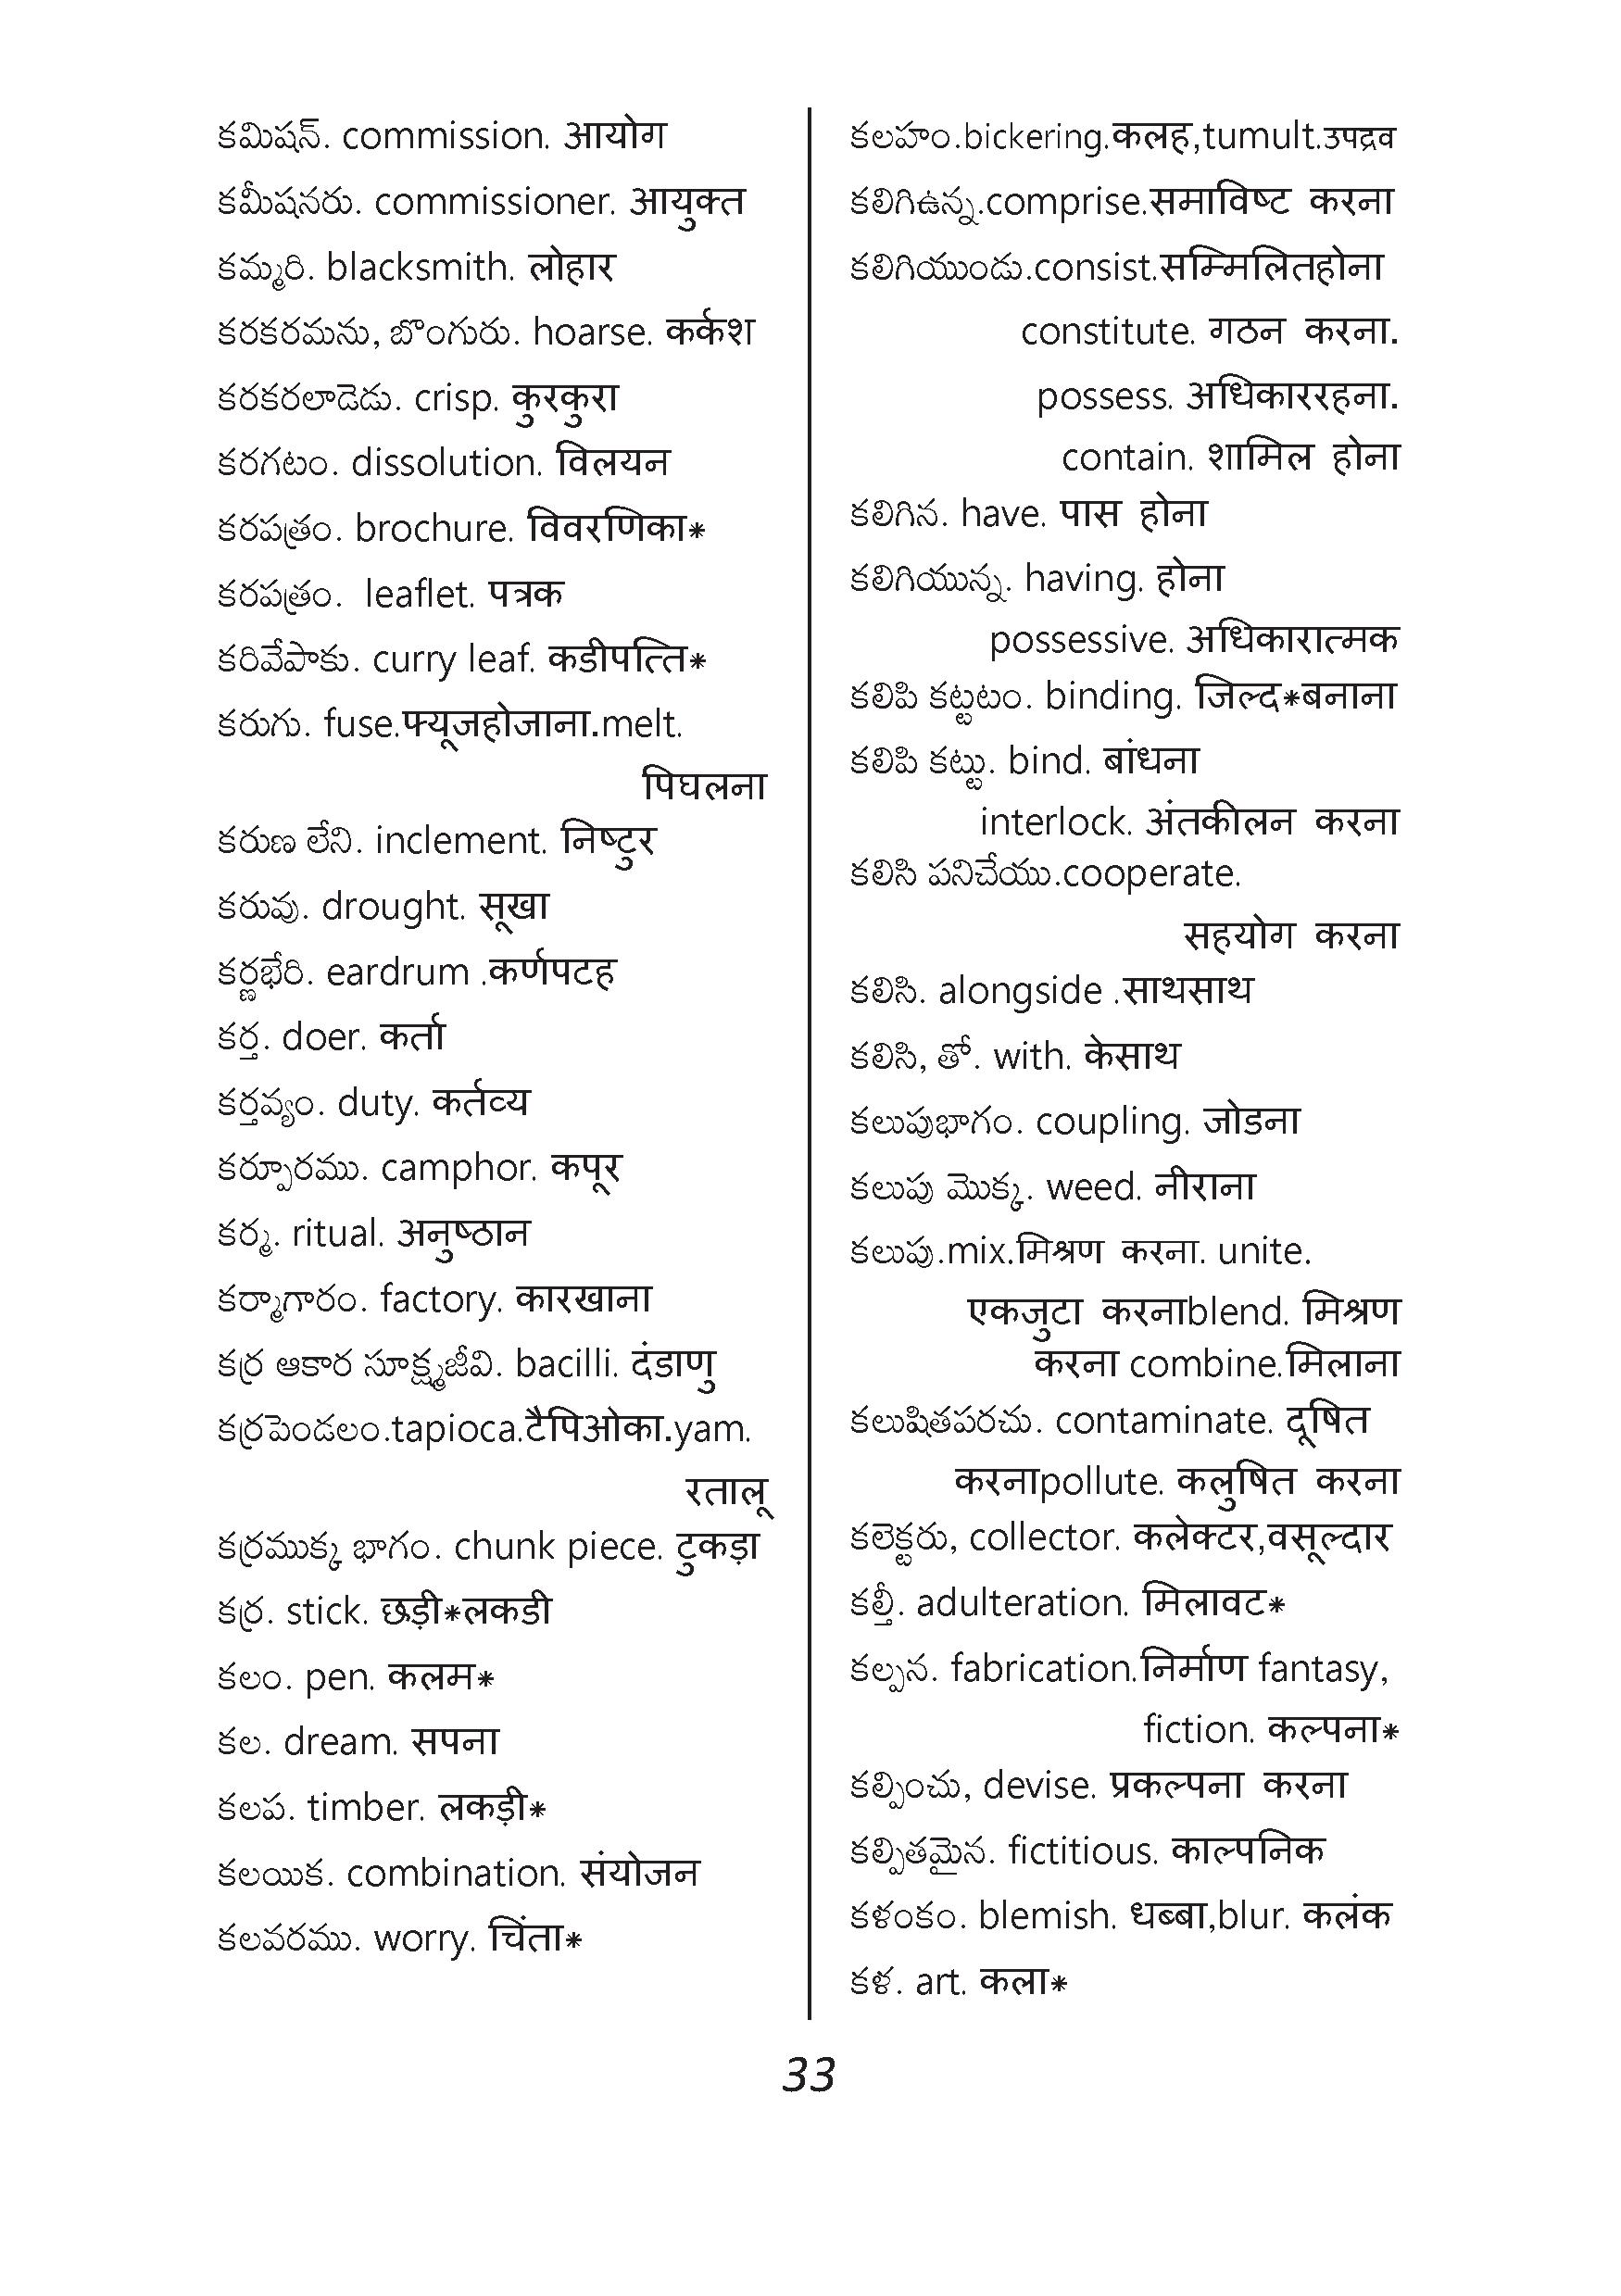 కమిషన్. commission. आयोग
కమీషనరు. commissioner. आयुक्त
కమ్మరి. blacksmith. लोहार
కరకరమను, బొంగురు. hoarse. कर्कश
కరకరలాడెడు. crisp. कुरकुरा
కరగటం. dissolution. विलयन
కరపత్రం. brochure. विवरणिका*
కరపత్రం. leaflet. पत्रक
కరివేపాకు. curry leaf. कडीपत्ति*
కరుగు. fuse.फ्यूजहोजाना.melt.
पिघलना
కరుణ లేని. inclement. निष्टुर
కరువు. drought. सूखा
కర్ణభేరి. eardrum .कर्णपटह
కర్త. doer. कर्ता
కర్తవ్యం. duty. कर्तव्य
కర్పూరము. camphor. कपूर
కర్మ. ritual. अनुष्ठान
కర్మాగారం. factory. कारखाना
కర్ర ఆకార సూక్ష్మజీవి. bacilli. दंडाणु
కర్రపెండలం.tapioca.टैपिओका.yam.
रतालू
కర్రముక్క భాగం. chunk piece. टुकड़ा
కర్ర. stick. छड़ी*लकडी
కలం. pen. कलम*
కల. dream. सपना
కలప. timber. लकड़ी*
కలయిక. combination. संयोजन
కలవరము. worry. चिंता*
కలహం.bickering.कलह,tumult.उपद्रव
కలిగిఉన్న.comprise.समाविष्ट करना
కలిగియుండు.consist.सम्मिलितहोना
constitute. गठन करना.
possess. अधिकाररहना.
contain. शामिल होना
కలిగిన. have. पास होना
కలిగియున్న. having. होना
possessive. अधिकारात्मक
కలిపి కట్టటం. binding. जिल्द*बनाना
కలిపి కట్టు. bind. बांधना
interlock. अंतकीलन करना
కలిసి పనిచేయు.cooperate.
सहयोग करना
కలిసి. alongside .साथसाथ
కలిసి, తో. with. केसाथ
కలుపుభాగం. coupling. जोडना
కలుపు మొక్క. weed. नीराना
కలుపు.mix.मिश्रण करना. unite.
एकजुटा करनाblend. मिश्रण
करना combine.मिलाना
కలుషితపరచు. contaminate. दूषित
करनाpollute. कलुषित करना
కలెక్టరు, collector. कलेक्टर,वसूल्दार
కల్తీ. adulteration. मिलावट*
కల్పన. fabrication.निर्माण fantasy,
fiction. कल्पना*
కల్పించు, devise. प्रकल्पना करना
కల్పితమైన. fictitious. काल्पनिक
కళంకం. blemish. धब्बा,blur. कलंक
కళ. art. कला*
33